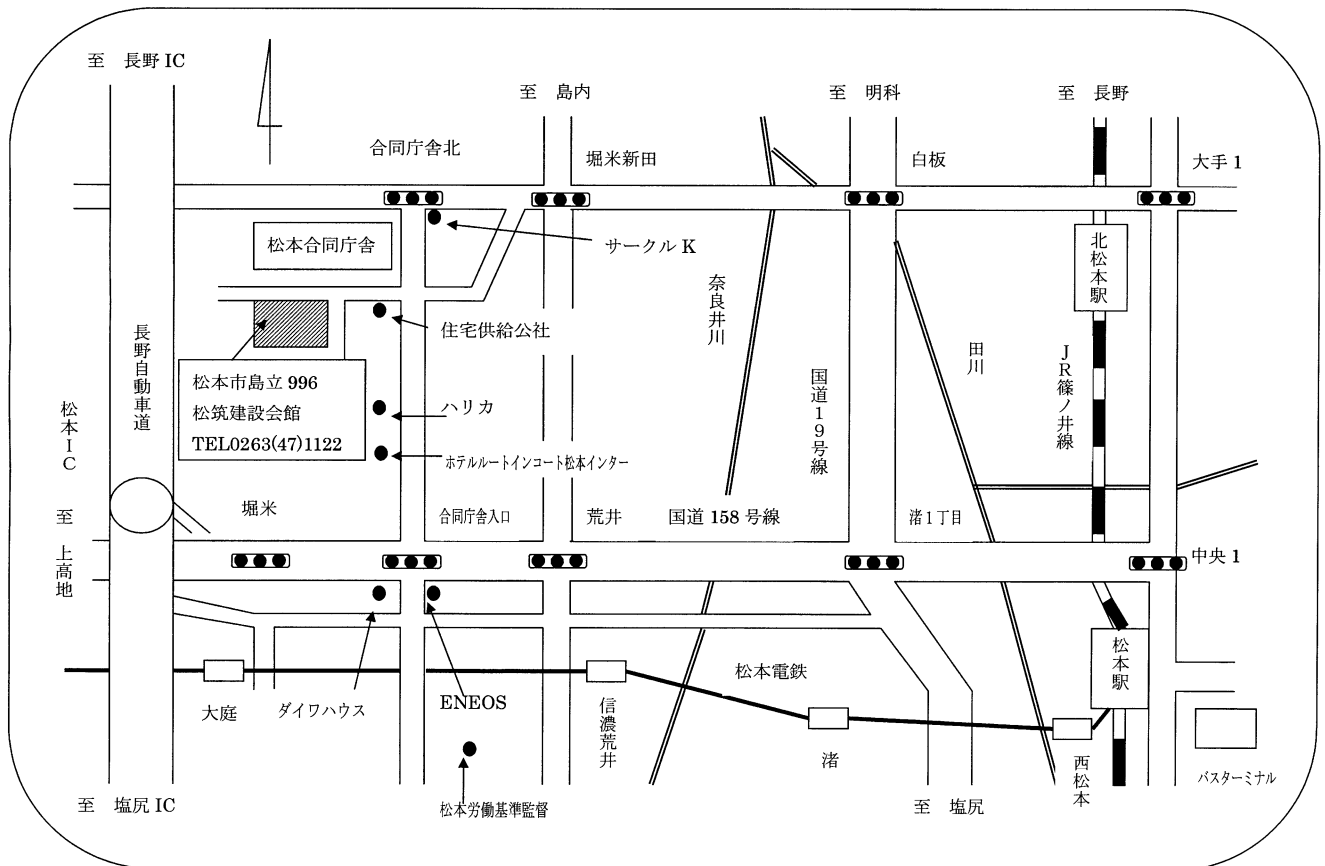 至 長野 IC
至 島内
至 明科
至 長野
合同庁舎北
堀米新田
白板
大手 1
松本合同庁舎
サークル K
北松本駅
奈良井川
住宅供給公社
長野自動車道
田川
JR篠ノ井線
国道19号線
松本市島立 996
松筑建設会館
TEL0263(47)1122
ハリカ
松本IC
ホテルルートインコート松本インター
堀米
合同庁舎入口
荒井
国道 158 号線
渚1丁目
至 上高地
中央 1
松本電鉄
松本駅
大庭
ダイワハウス
ENEOS
信濃荒井
渚
西松本
バスターミナル
至 塩尻 IC
松本労働基準監督
至 塩尻